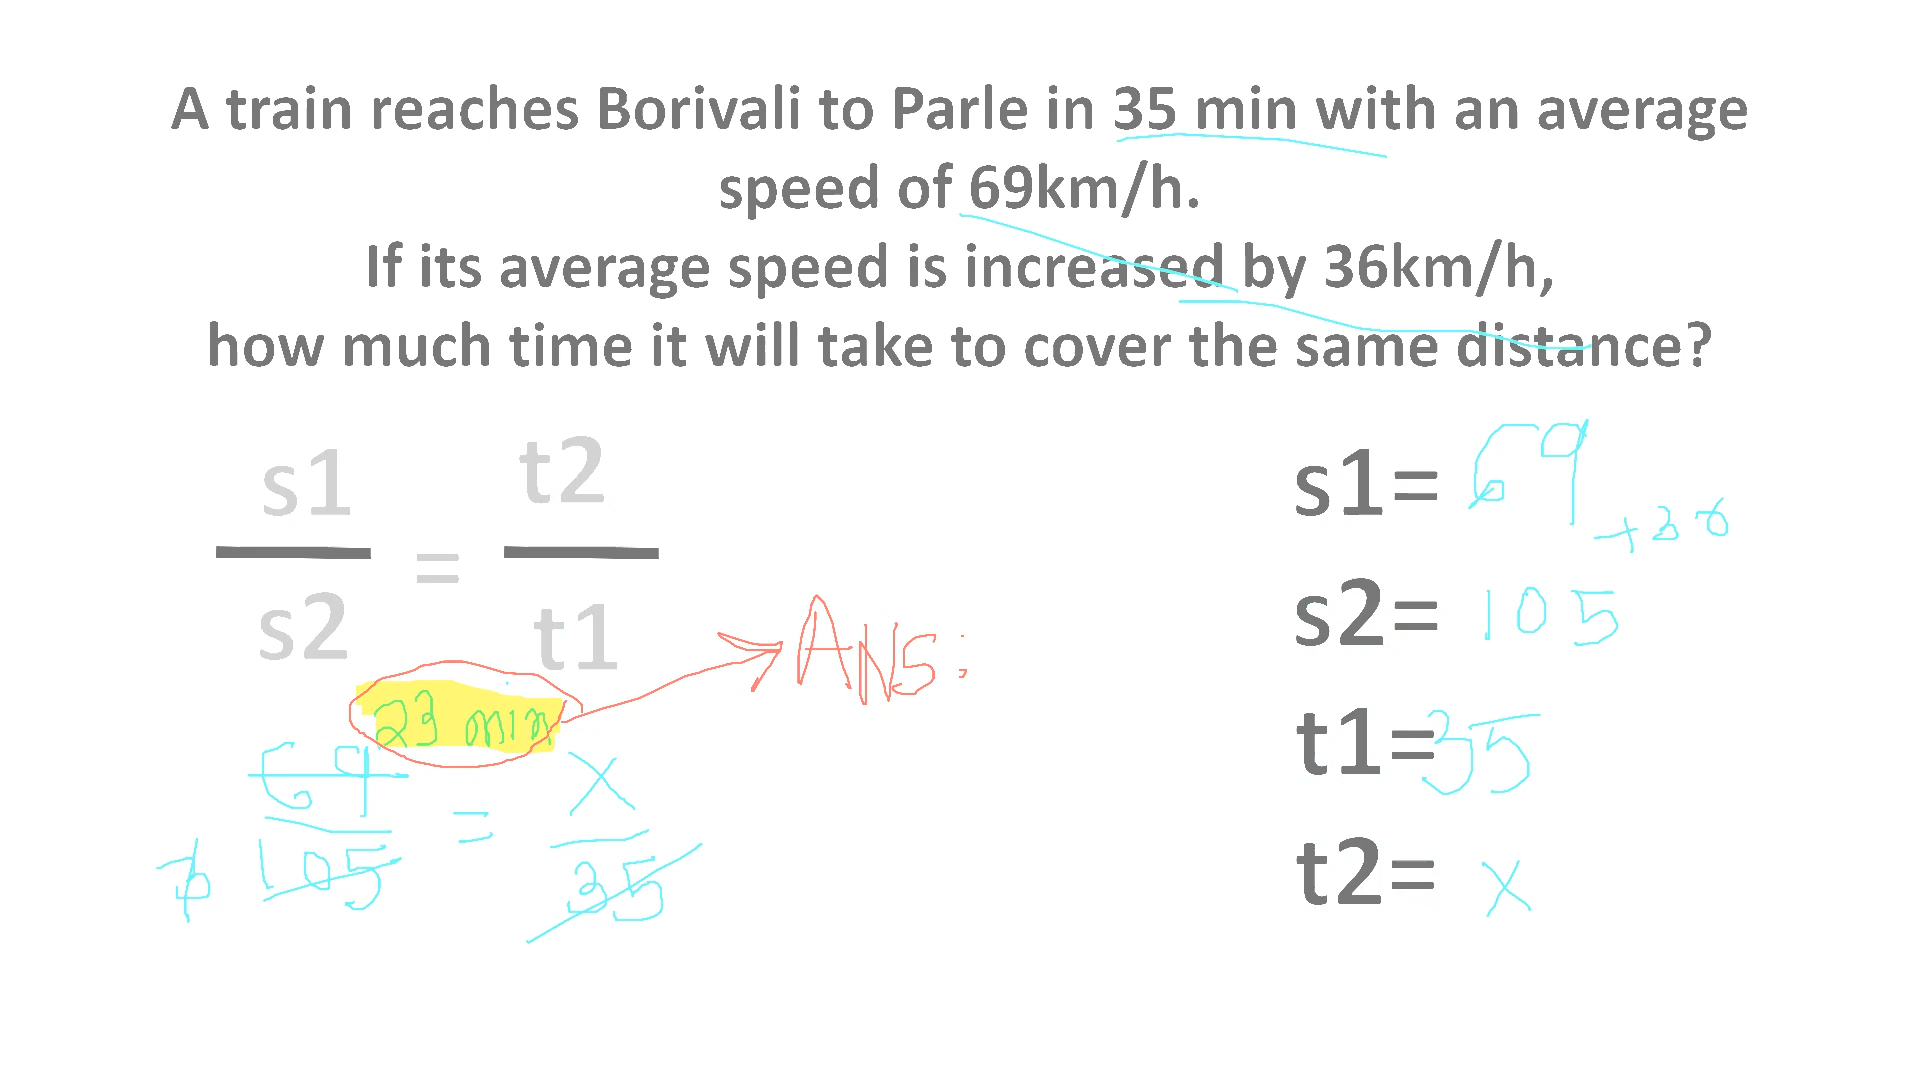 A train reaches Borivali to Parle in 35 min with an average
speed of 69km/h.
If its average speed is increased by 36km/h,
how much time it will take to cover the same distance?
s1
s2
=
t2
t1
23 min
ANS:
69
105
=
x
35
3
s1= 69 +36
s2= 105
t1= 35
t2= x